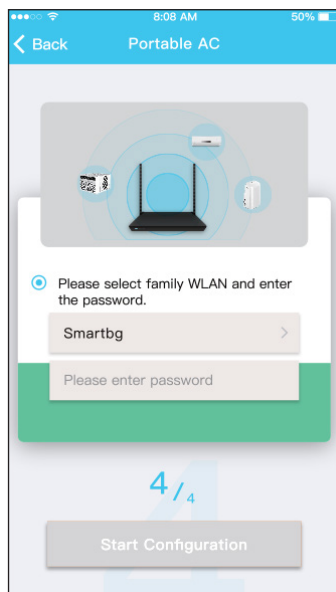 8:08 AM
50%
Back
Portable AC
Please select family WLAN and enter
the password.
Smartbg
Please enter password
4/4
Start Configuration